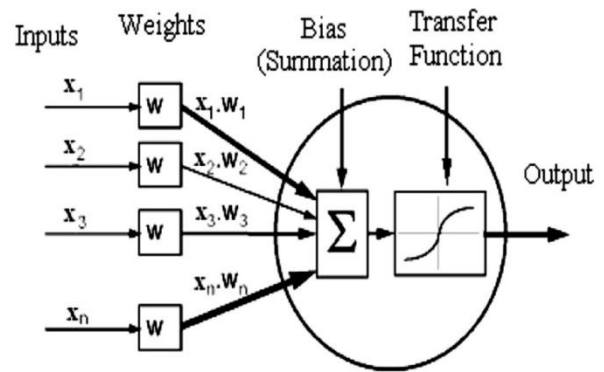 Inputs
Weights
Bias
(Summation)
Transfer
Function
x₁
w
x₁.w₁
x₂
w
x₂.w₂
x₃
w
x₃.w₃
xₙ
w
xₙ.wₙ
Σ
Output